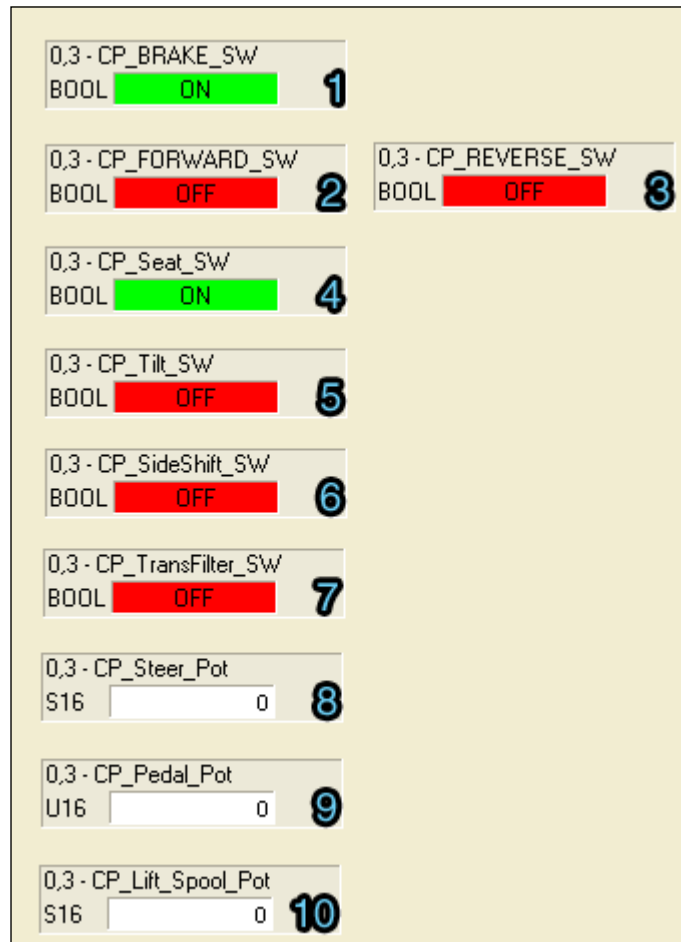 0,3 - CP_BRAKE_SW
BOOL ON 1
0,3 - CP_FORWARD_SW
BOOL OFF 2
0,3 - CP_REVERSE_SW
BOOL OFF 3
0,3 - CP_Seat_SW
BOOL ON 4
0,3 - CP_Tilt_SW
BOOL OFF 5
0,3 - CP_SideShift_SW
BOOL OFF 6
0,3 - CP_TransFilter_SW
BOOL OFF 7
0,3 - CP_Steer_Pot
S16 0 8
0,3 - CP_Pedal_Pot
U16 0 9
0,3 - CP_Lift_Spool_Pot
S16 0 10